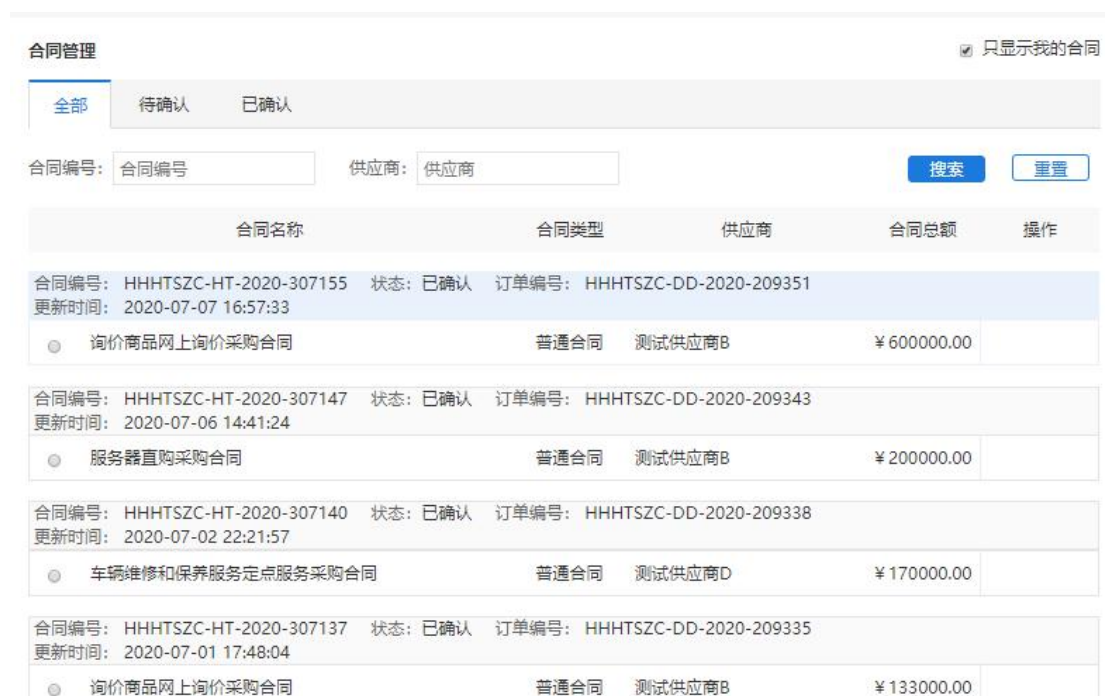 合同管理 只显示我的合同
全部 待确认 已确认
合同编号: 合同编号 供应商: 供应商 搜索 重置
合同名称 合同类型 供应商 合同总额 操作
合同编号: HHHTSZC-HT-2020-307155 状态: 已确认 订单编号: HHHTSZC-DD-2020-209351
更新时间: 2020-07-07 16:57:33
询价商品网上询价采购合同 普通合同 测试供应商B ¥600000.00
合同编号: HHHTSZC-HT-2020-307147 状态: 已确认 订单编号: HHHTSZC-DD-2020-209343
更新时间: 2020-07-06 14:41:24
服务器直购采购合同 普通合同 测试供应商B ¥200000.00
合同编号: HHHTSZC-HT-2020-307140 状态: 已确认 订单编号: HHHTSZC-DD-2020-209338
更新时间: 2020-07-02 22:21:57
车辆维修和保养服务定点服务采购合同 普通合同 测试供应商D ¥170000.00
合同编号: HHHTSZC-HT-2020-307137 状态: 已确认 订单编号: HHHTSZC-DD-2020-209335
更新时间: 2020-07-01 17:48:04
询价商品网上询价采购合同 普通合同 测试供应商B ¥133000.00